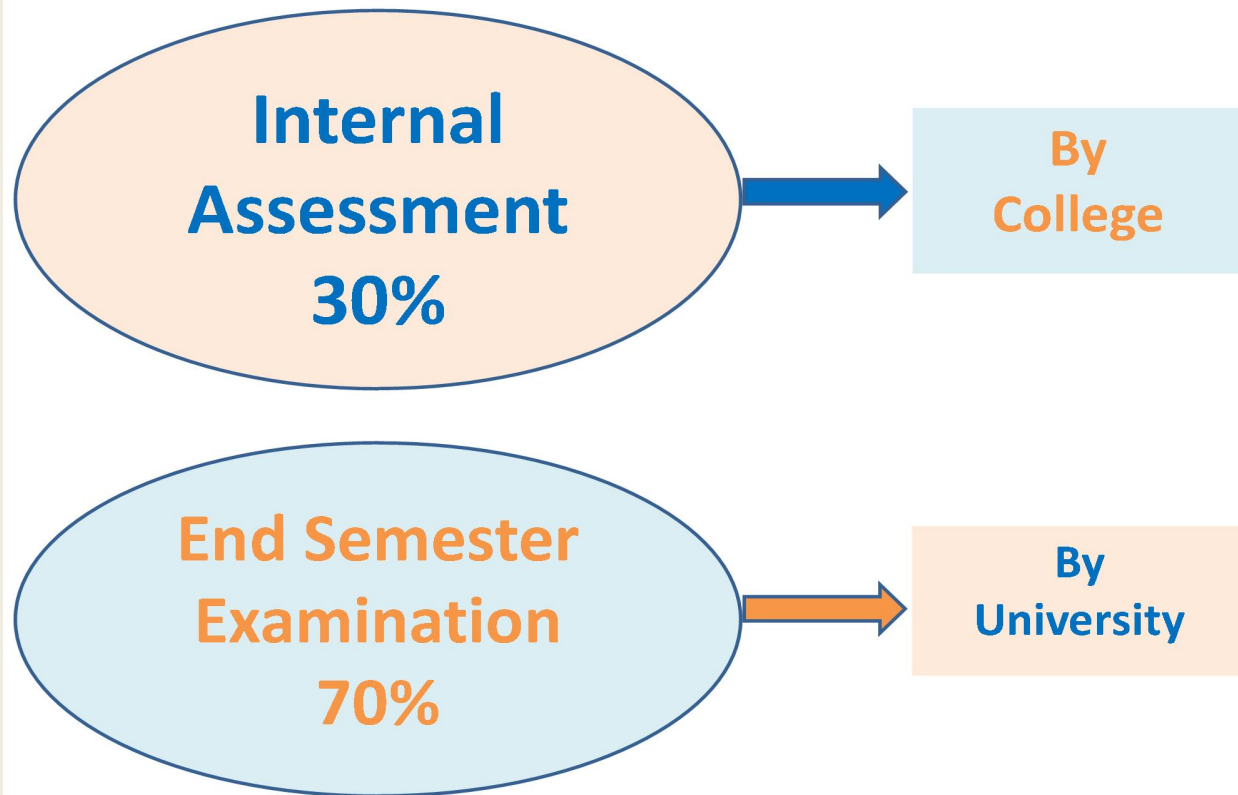 Internal
Assessment
30%
By
College
End Semester
Examination
70%
By
University